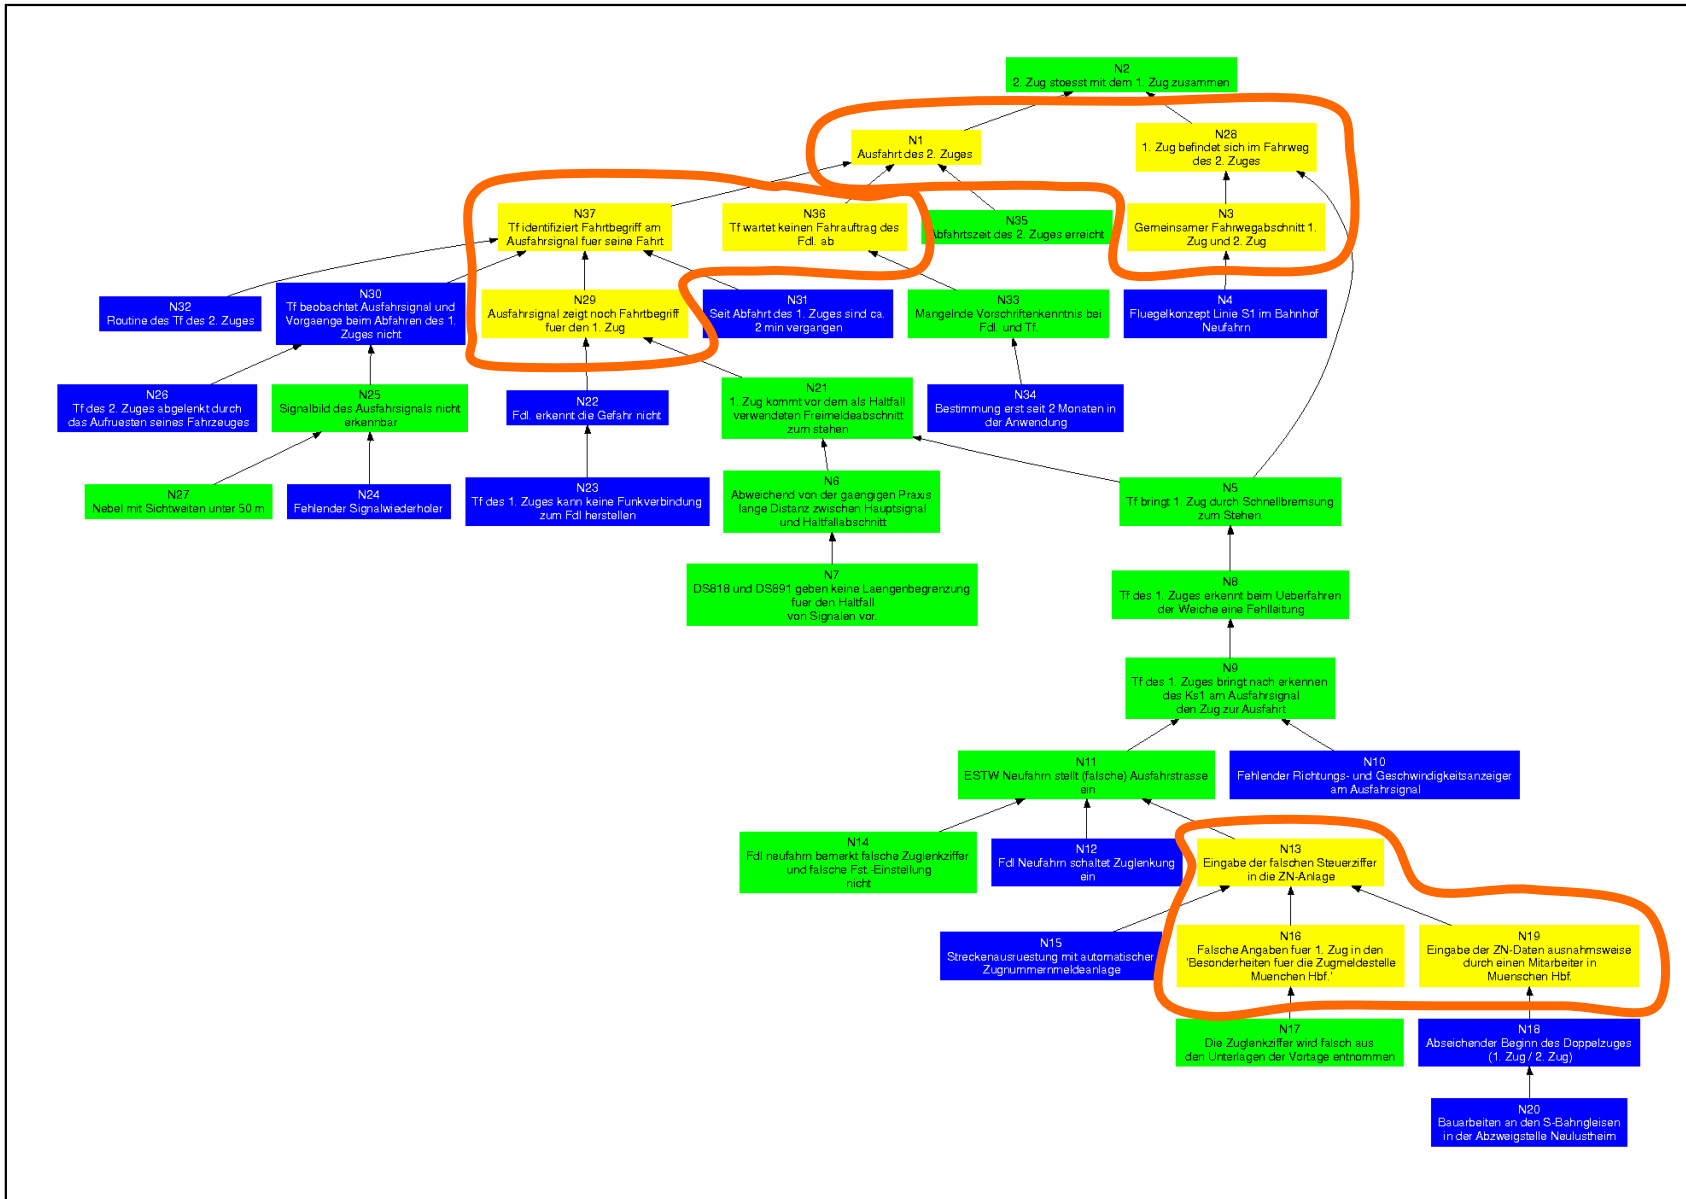 N2
2. Zug stoesst mit dem 1. Zug zusammen
N1
Ausfahrt des 2. Zuges
N28
1. Zug befindet sich im Fahrweg
des 2. Zuges
N37
Tf identifiziert Fahrtbegriff am
Ausfahrsignal fuer seine Fahrt
N36
Tf wartet keinen Fahrauftrag des
Fdl. ab
N35
Abfahrtszeit des 2. Zuges erreicht
N3
Gemeinsamer Fahrwegabschnitt 1.
Zug und 2. Zug
N32
Routine des Tf des 2. Zuges
N30
Tf beobachtet Ausfahrsignal und
Vorgaenge beim Abfahren des 1.
Zuges nicht
N29
Ausfahrsignal zeigt noch Fahrtbegriff
fuer den 1. Zug
N31
Seit Abfahrt des 1. Zuges sind ca.
2 min vergangen
N33
Mangelnde Vorschriftenkenntnis bei
Fdl. und Tf.
N4
Fluegelkonzept Linie S1 im Bahnhof
Neufahrn
N26
Tf des 2. Zuges abgelenkt durch
das Aufruesten seines Fahrzeuges
N25
Signalbild des Ausfahrsignals nicht
erkennbar
N22
Fdl. erkennt die Gefahr nicht
N21
1. Zug kommt vor dem als Haltfall
verwendeten Freimeldeabschnitt
zum stehen
N34
Bestimmung erst seit 2 Monaten in
der Anwendung
N27
Nebel mit Sichtweiten unter 50 m
N24
Fehlender Signalwiederholer
N23
Tf des 1. Zuges kann keine Funkverbindung
zum Fdl herstellen
N6
Abweichend von der gaengigen Praxis
lange Distanz zwischen Hauptsignal
und Haltfallabschnitt
N5
Tf bringt 1. Zug durch Schnellbremsung
zum Stehen.
N7
DS818 und DS891 geben keine Laengenbegrenzung
fuer den Haltfall
von Signalen vor.
N8
Tf des 1. Zuges erkennt beim Ueberfahren
der Weiche eine Fehlleitung
N9
Tf des 1. Zuges bringt nach erkennen
des Ks1 am Ausfahrsignal
den Zug zur Ausfahrt
N11
ESTW Neufahrn stellt (falsche) Ausfahrstrasse
ein
N10
Fehlender Richtungs- und Geschwindigkeitsanzeiger
am Ausfahrsignal
N14
Fdl neufahrn bemerkt falsche Zuglenkziffer
und falsche Fst.-Einstellung
nicht
N12
Fdl Neufahrn schaltet Zuglenkung
ein
N13
Eingabe der falschen Steuerziffer
in die ZN-Anlage
N15
Streckenausruestung mit automatischer
Zugnummernmeldeanlage
N16
Falsche Angaben fuer 1. Zug in den
'Besonderheiten fuer die Zugmeldestelle
Muenchen Hbf.'
N19
Eingabe der ZN-Daten ausnahmsweise
durch einen Mitarbeiter in
Muenschen Hbf.
N17
Die Zuglenkziffer wird falsch aus
den Unterlagen der Vortage entnommen
N18
Abseichender Beginn des Doppelzuges
(1. Zug / 2. Zug)
N20
Bauarbeiten an den S-Bahngleisen
in der Abzweigstelle Neulustheim